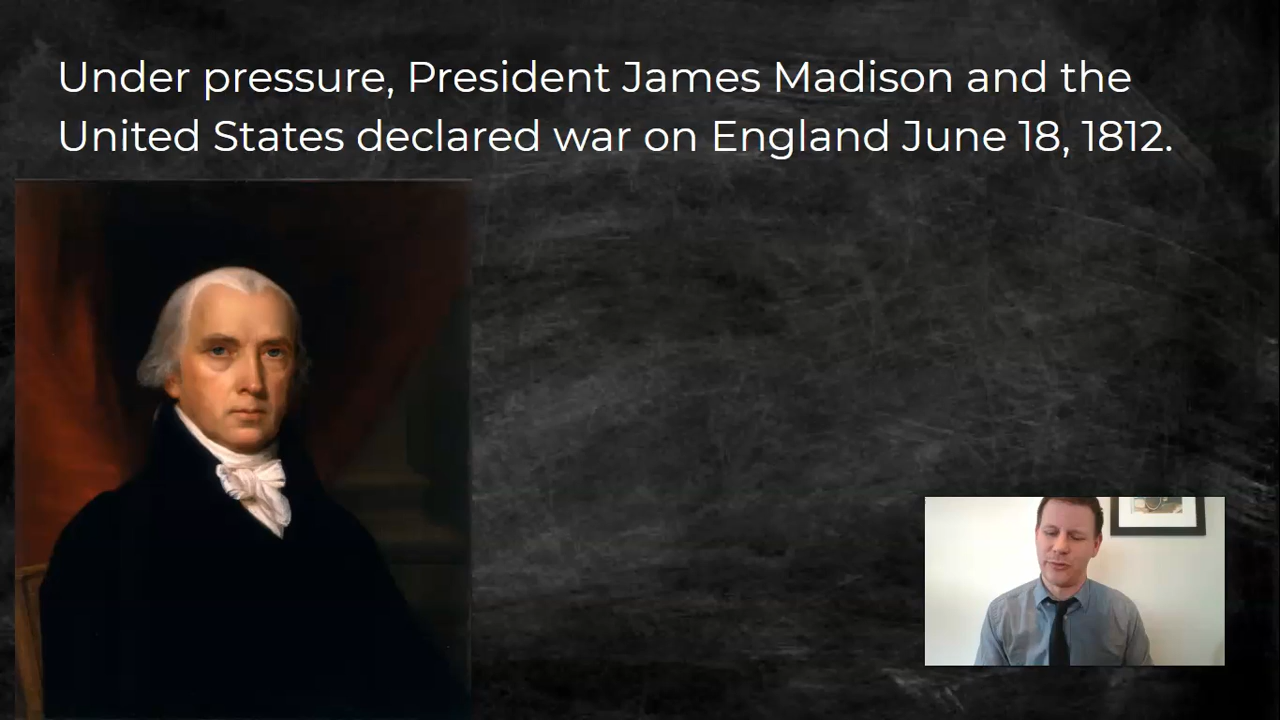 Under pressure, President James Madison and the
United States declared war on England June 18, 1812.